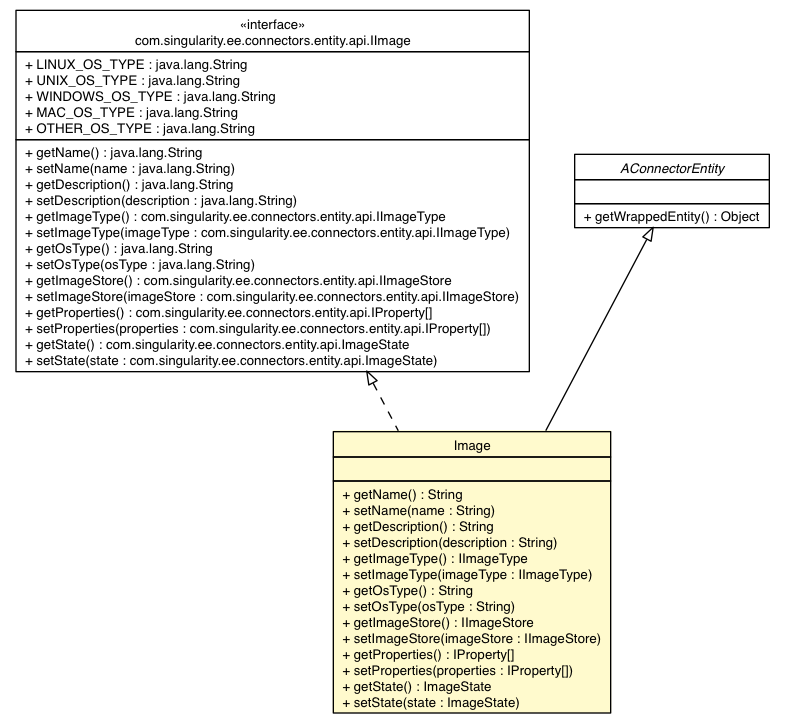 «interface»
com.singularity.ee.connectors.entity.api.IImage
+ LINUX_OS_TYPE : java.lang.String
+ UNIX_OS_TYPE : java.lang.String
+ WINDOWS_OS_TYPE : java.lang.String
+ MAC_OS_TYPE : java.lang.String
+ OTHER_OS_TYPE : java.lang.String
+ getName() : java.lang.String
+ setName(name : java.lang.String)
+ getDescription() : java.lang.String
+ setDescription(description : java.lang.String)
+ getImageType() : com.singularity.ee.connectors.entity.api.IImageType
+ setImageType(imageType : com.singularity.ee.connectors.entity.api.IImageType)
+ getOsType() : java.lang.String
+ setOsType(osType : java.lang.String)
+ getImageStore() : com.singularity.ee.connectors.entity.api.IImageStore
+ setImageStore(imageStore : com.singularity.ee.connectors.entity.api.IImageStore)
+ getProperties() : com.singularity.ee.connectors.entity.api.IProperty[]
+ setProperties(properties : com.singularity.ee.connectors.entity.api.IProperty[])
+ getState() : com.singularity.ee.connectors.entity.api.ImageState
+ setState(state : com.singularity.ee.connectors.entity.api.ImageState)
AConnectorEntity
+ getWrappedEntity() : Object
Image
+ getName() : String
+ setName(name : String)
+ getDescription() : String
+ setDescription(description : String)
+ getImageType() : IImageType
+ setImageType(imageType : IImageType)
+ getOsType() : String
+ setOsType(osType : String)
+ getImageStore() : IImageStore
+ setImageStore(imageStore : IImageStore)
+ getProperties() : IProperty[]
+ setProperties(properties : IProperty[])
+ getState() : ImageState
+ setState(state : ImageState)